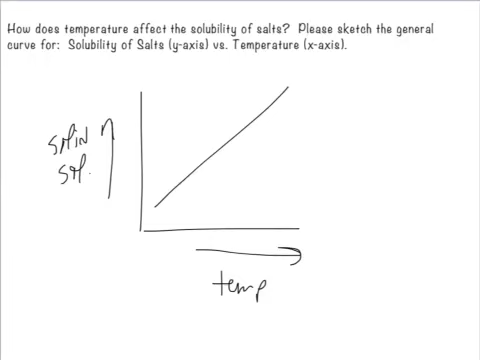 How does temperature affect the solubility of salts? Please sketch the general
curve for: Solubility of Salts (y-axis) vs. Temperature (x-axis).
sol.
temp